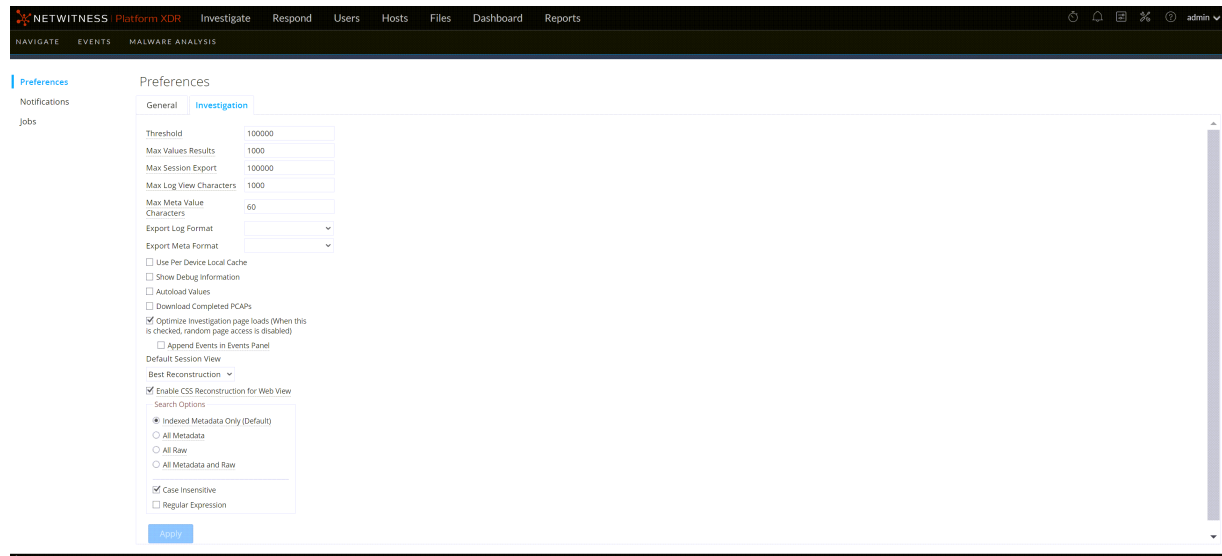 NETWITNESS Platform XDR Investigate Respond Users Hosts Files Dashboard Reports admin
NAVIGATE EVENTS MALWARE ANALYSIS
Preferences
Notifications
Jobs
Preferences
General Investigation
Threshold 100000
Max Values Results 1000
Max Session Export 100000
Max Log View Characters 1000
Max Meta Value
Characters 60
Export Log Format
Export Meta Format
Use Per Device Local Cache
Show Debug Information
Autoload Values
Download Completed PCAPs
Optimize Investigation page loads (When this
is checked, random page access is disabled)
Append Events in Events Panel
Default Session View
Best Reconstruction
Enable CSS Reconstruction for Web View
Search Options
Indexed Metadata Only (Default)
All Metadata
All Raw
All Metadata and Raw
Case Insensitive
Regular Expression
Apply